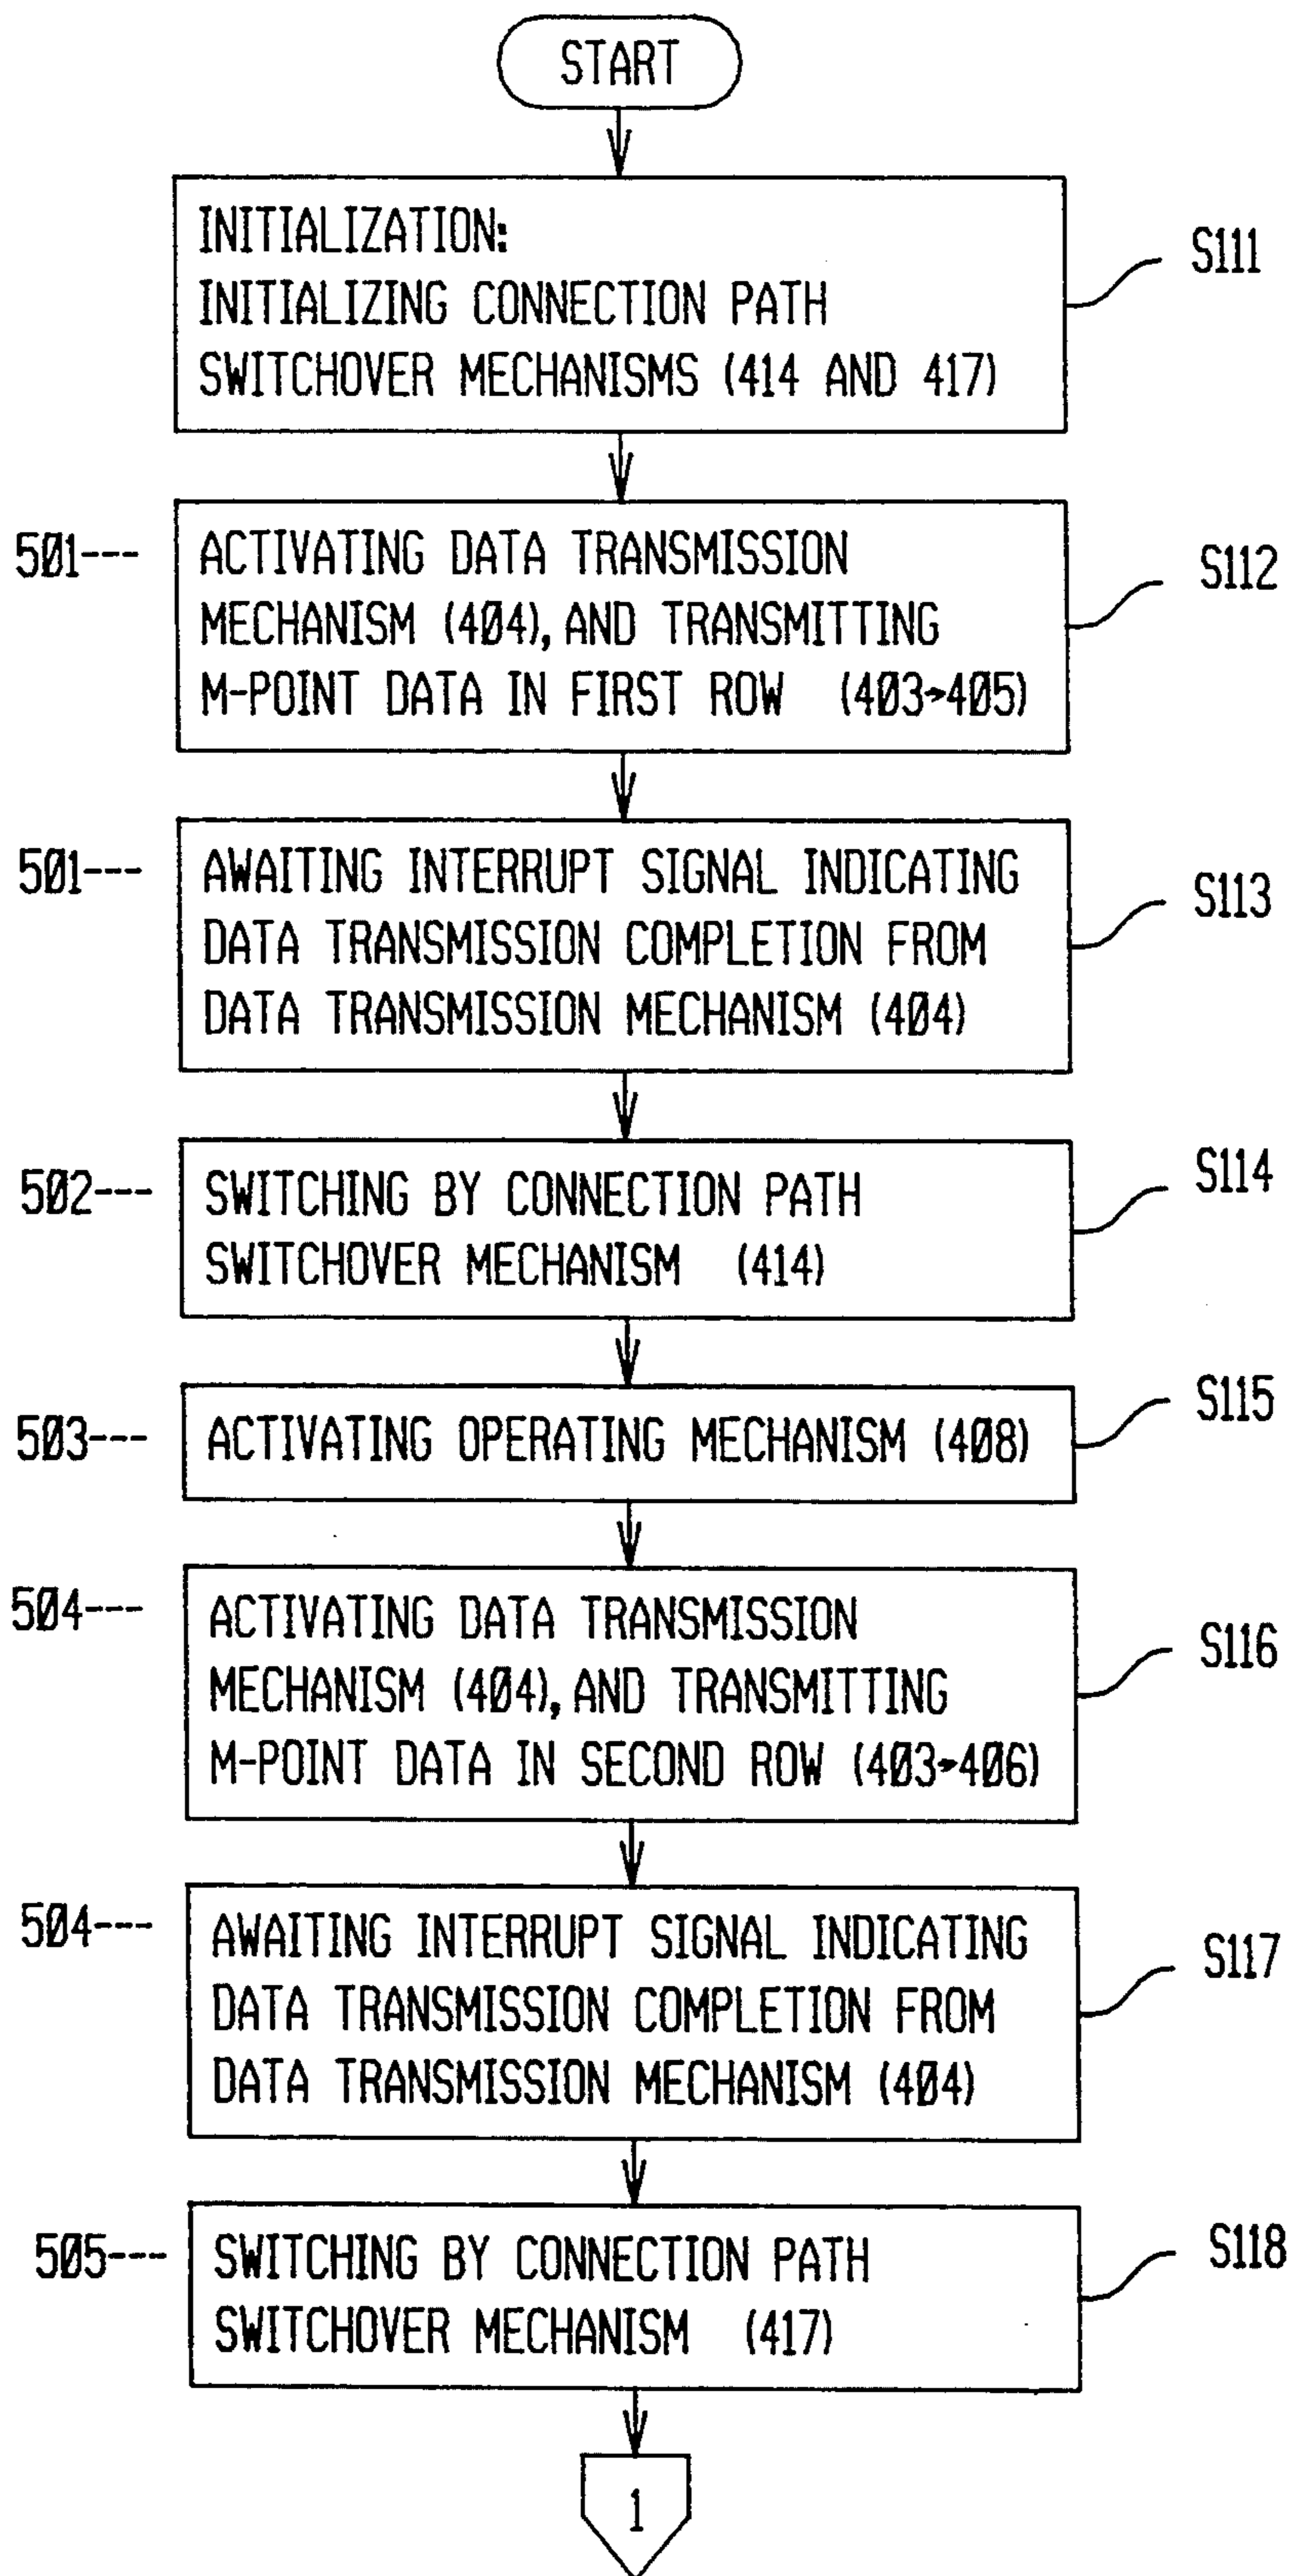 START
INITIALIZATION:
INITIALIZING CONNECTION PATH
SWITCHOVER MECHANISMS (414 AND 417)
S111
501---
ACTIVATING DATA TRANSMISSION
MECHANISM (404), AND TRANSMITTING
M-POINT DATA IN FIRST ROW (403→405)
S112
501---
AWAITING INTERRUPT SIGNAL INDICATING
DATA TRANSMISSION COMPLETION FROM
DATA TRANSMISSION MECHANISM (404)
S113
502---
SWITCHING BY CONNECTION PATH
SWITCHOVER MECHANISM (414)
S114
503---
ACTIVATING OPERATING MECHANISM (408)
S115
504---
ACTIVATING DATA TRANSMISSION
MECHANISM (404), AND TRANSMITTING
M-POINT DATA IN SECOND ROW (403→406)
S116
504---
AWAITING INTERRUPT SIGNAL INDICATING
DATA TRANSMISSION COMPLETION FROM
DATA TRANSMISSION MECHANISM (404)
S117
505---
SWITCHING BY CONNECTION PATH
SWITCHOVER MECHANISM (417)
S118
1